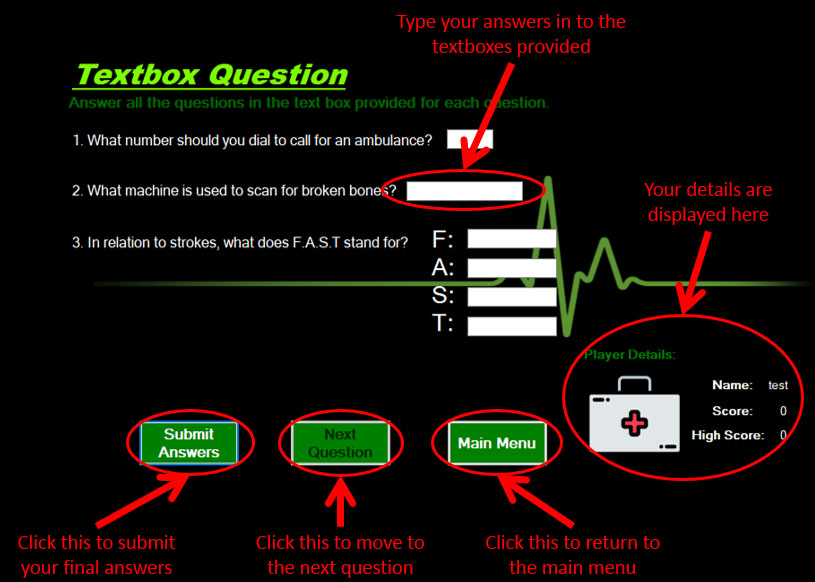 Type your answers in to the
textboxes provided
Textbox Question
Answer all the questions in the text box provided for each question.
1. What number should you dial to call for an ambulance?
2. What machine is used to scan for broken bones?
Your details are
displayed here
3. In relation to strokes, what does F.A.S.T stand for?
F:
A:
S:
T:
Player Details:
Name: test
Score: 0
High Score: 0
Submit
Answers
Next
Question
Main Menu
Click this to submit
your final answers
Click this to move to
the next question
Click this to return to
the main menu